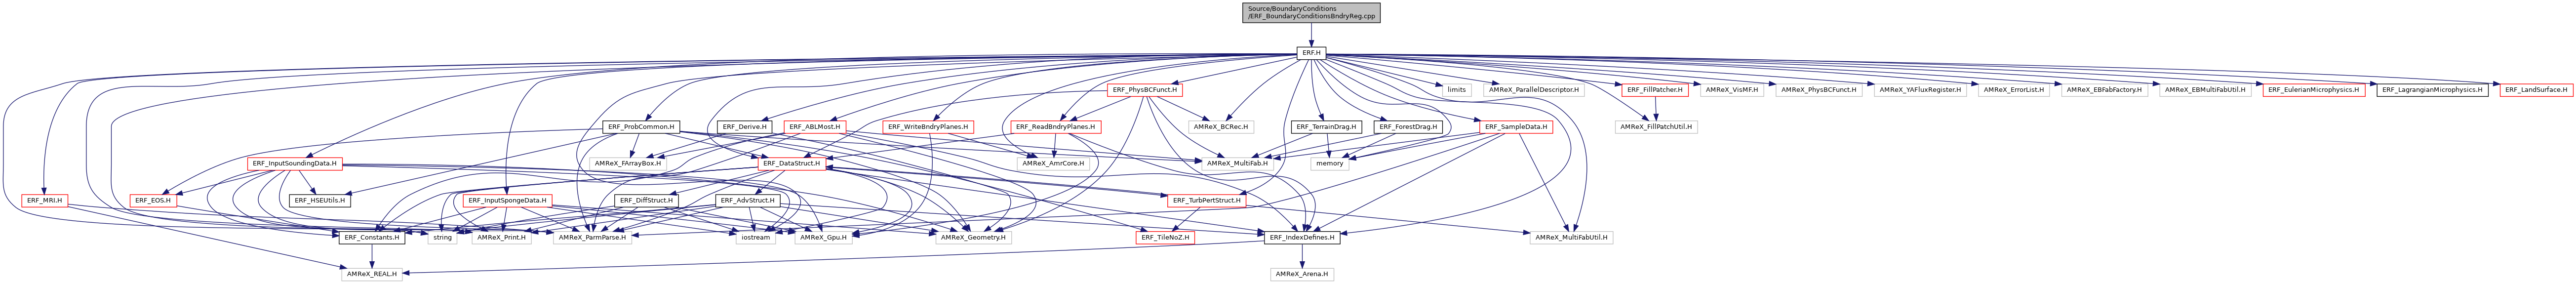 Source/BoundaryConditions
/ERF_BoundaryConditionsBndryReg.cpp
ERF.H
ERF_PhysBCFunct.H
limits
AMReX_ParallelDescriptor.H
ERF_FillPatcher.H
AMReX_VisMF.H
AMReX_PhysBCFunct.H
AMReX_YAFluxRegister.H
AMReX_ErrorList.H
AMReX_EBFabFactory.H
AMReX_EBMultiFabUtil.H
ERF_EulerianMicrophysics.H
ERF_LagrangianMicrophysics.H
ERF_LandSurface.H
ERF_ProbCommon.H
ERF_Derive.H
ERF_ABLMost.H
ERF_WriteBndryPlanes.H
ERF_ReadBndryPlanes.H
AMReX_BCRec.H
ERF_TerrainDrag.H
ERF_ForestDrag.H
ERF_SampleData.H
AMReX_FillPatchUtil.H
ERF_InputSoundingData.H
AMReX_FArrayBox.H
ERF_DataStruct.H
AMReX_AmrCore.H
AMReX_MultiFab.H
memory
ERF_MRI.H
ERF_EOS.H
ERF_HSEUtils.H
ERF_InputSpongeData.H
ERF_DiffStruct.H
ERF_AdvStruct.H
ERF_TurbPertStruct.H
ERF_Constants.H
string
AMReX_Print.H
AMReX_ParmParse.H
iostream
AMReX_Gpu.H
AMReX_Geometry.H
ERF_TileNoZ.H
ERF_IndexDefines.H
AMReX_MultiFabUtil.H
AMReX_REAL.H
AMReX_Arena.H